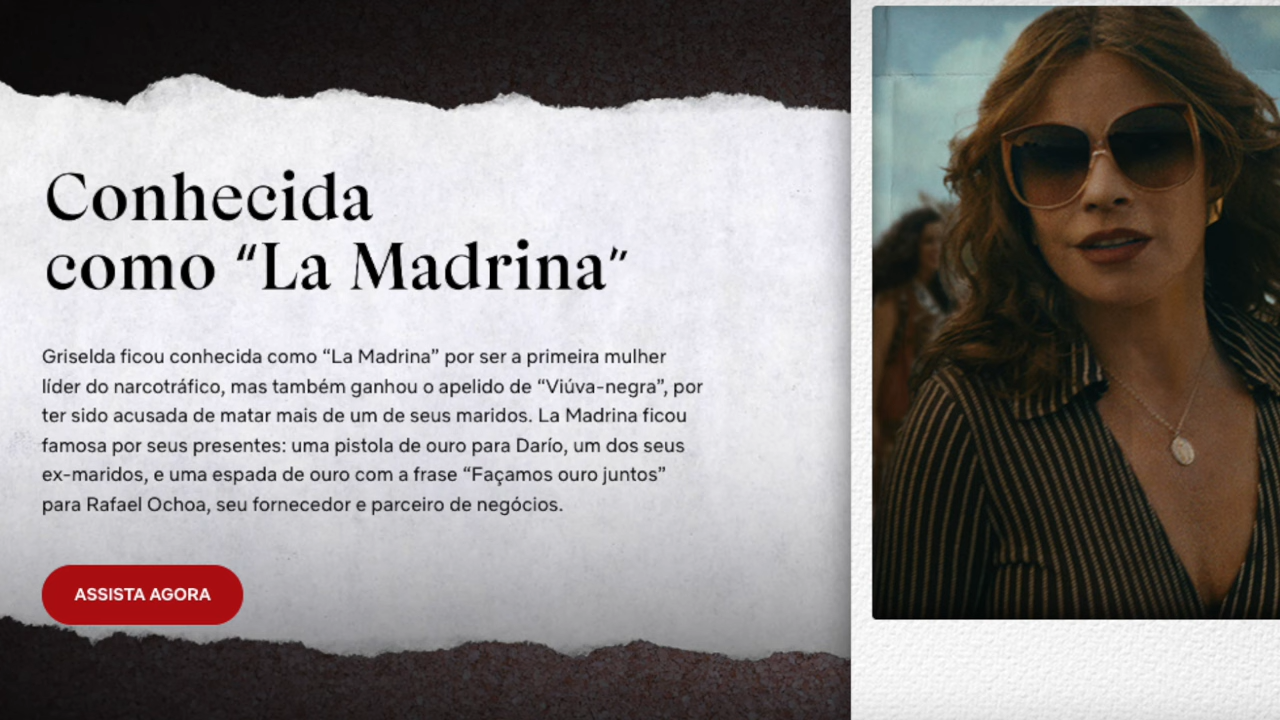 Conhecida
como “La Madrina”
Griselda ficou conhecida como “La Madrina” por ser a primeira mulher
líder do narcotráfico, mas também ganhou o apelido de “Viúva-negra”, por
ter sido acusada de matar mais de um de seus maridos. La Madrina ficou
famosa por seus presentes: uma pistola de ouro para Darío, um dos seus
ex-maridos, e uma espada de ouro com a frase “Façamos ouro juntos”
para Rafael Ochoa, seu fornecedor e parceiro de negócios.
ASSISTA AGORA